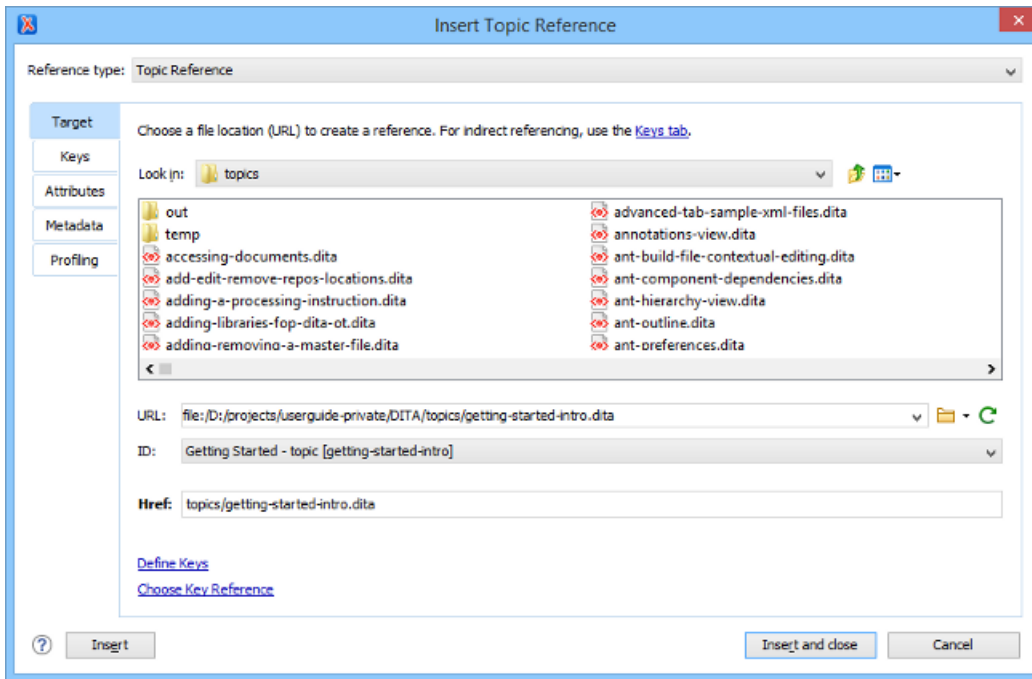 Insert Topic Reference
Reference type: Topic Reference
Target
Keys
Attributes
Metadata
Profiling
Choose a file location (URL) to create a reference. For indirect referencing, use the Keys tab.
Look in: topics
out
temp
accessing-documents.dita
add-edit-remove-repos-locations.dita
adding-a-processing-instruction.dita
adding-libraries-fop-dita-ot.dita
adding-removing-a-master-file.dita
advanced-tab-sample-xml-files.dita
annotations-view.dita
ant-build-file-contextual-editing.dita
ant-component-dependencies.dita
ant-hierarchy-view.dita
ant-outline.dita
ant-preferences.dita
URL: file:/D:/projects/userguide-private/DITA/topics/getting-started-intro.dita
ID: Getting Started - topic [getting-started-intro]
Href: topics/getting-started-intro.dita
Define Keys
Choose Key Reference
? Insert Insert and close Cancel